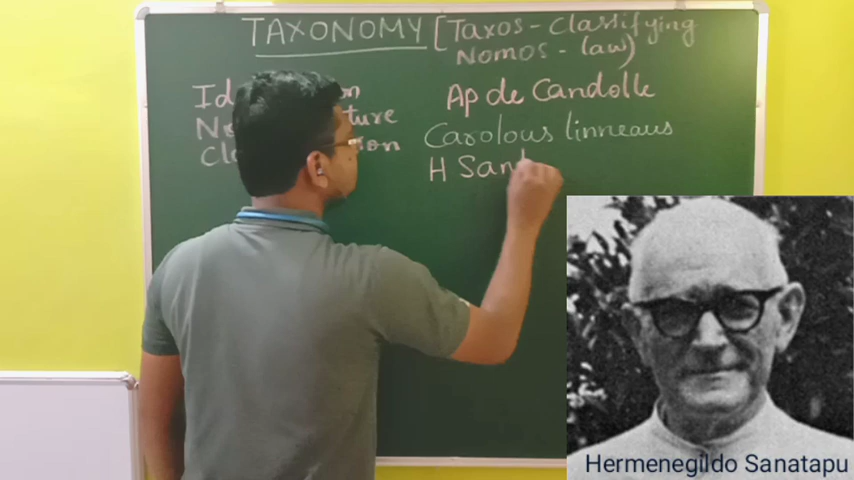 TAXONOMY [Taxos - Classifying
Nomos - law)
Ap de Candolle
Carolous linneaus
H San
Hermenegildo Sanatapu